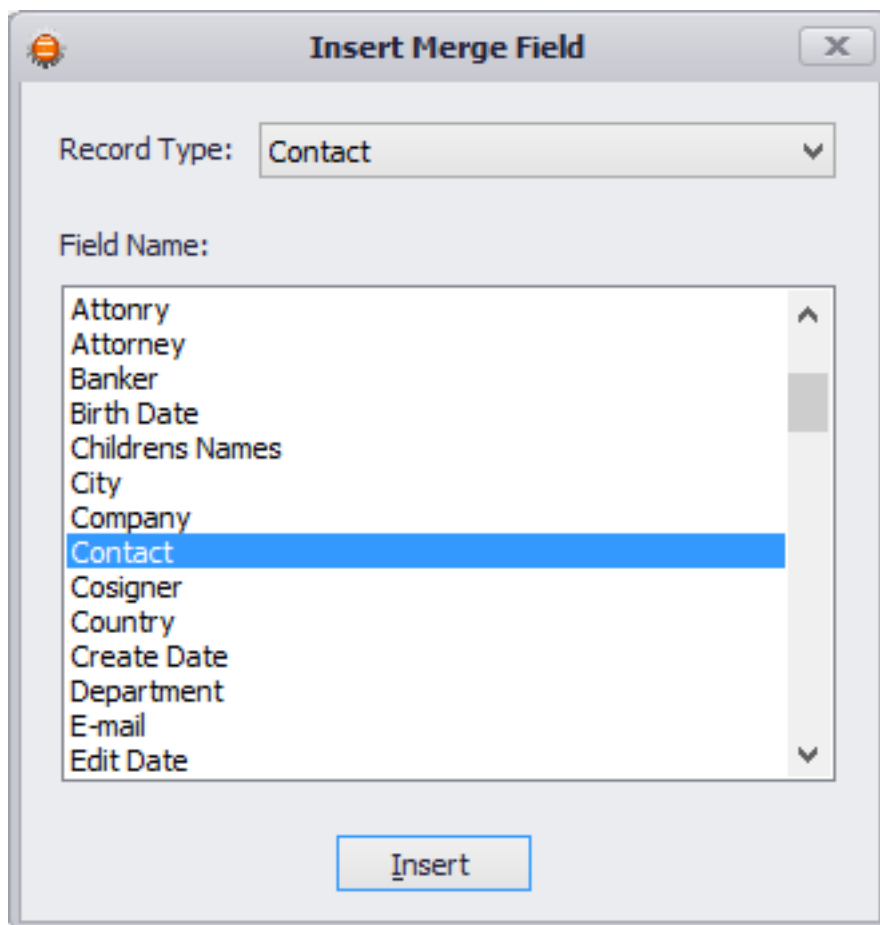 Insert Merge Field
Record Type: Contact
Field Name:
Attonry
Attorney
Banker
Birth Date
Childrens Names
City
Company
Contact
Cosigner
Country
Create Date
Department
E-mail
Edit Date
Insert